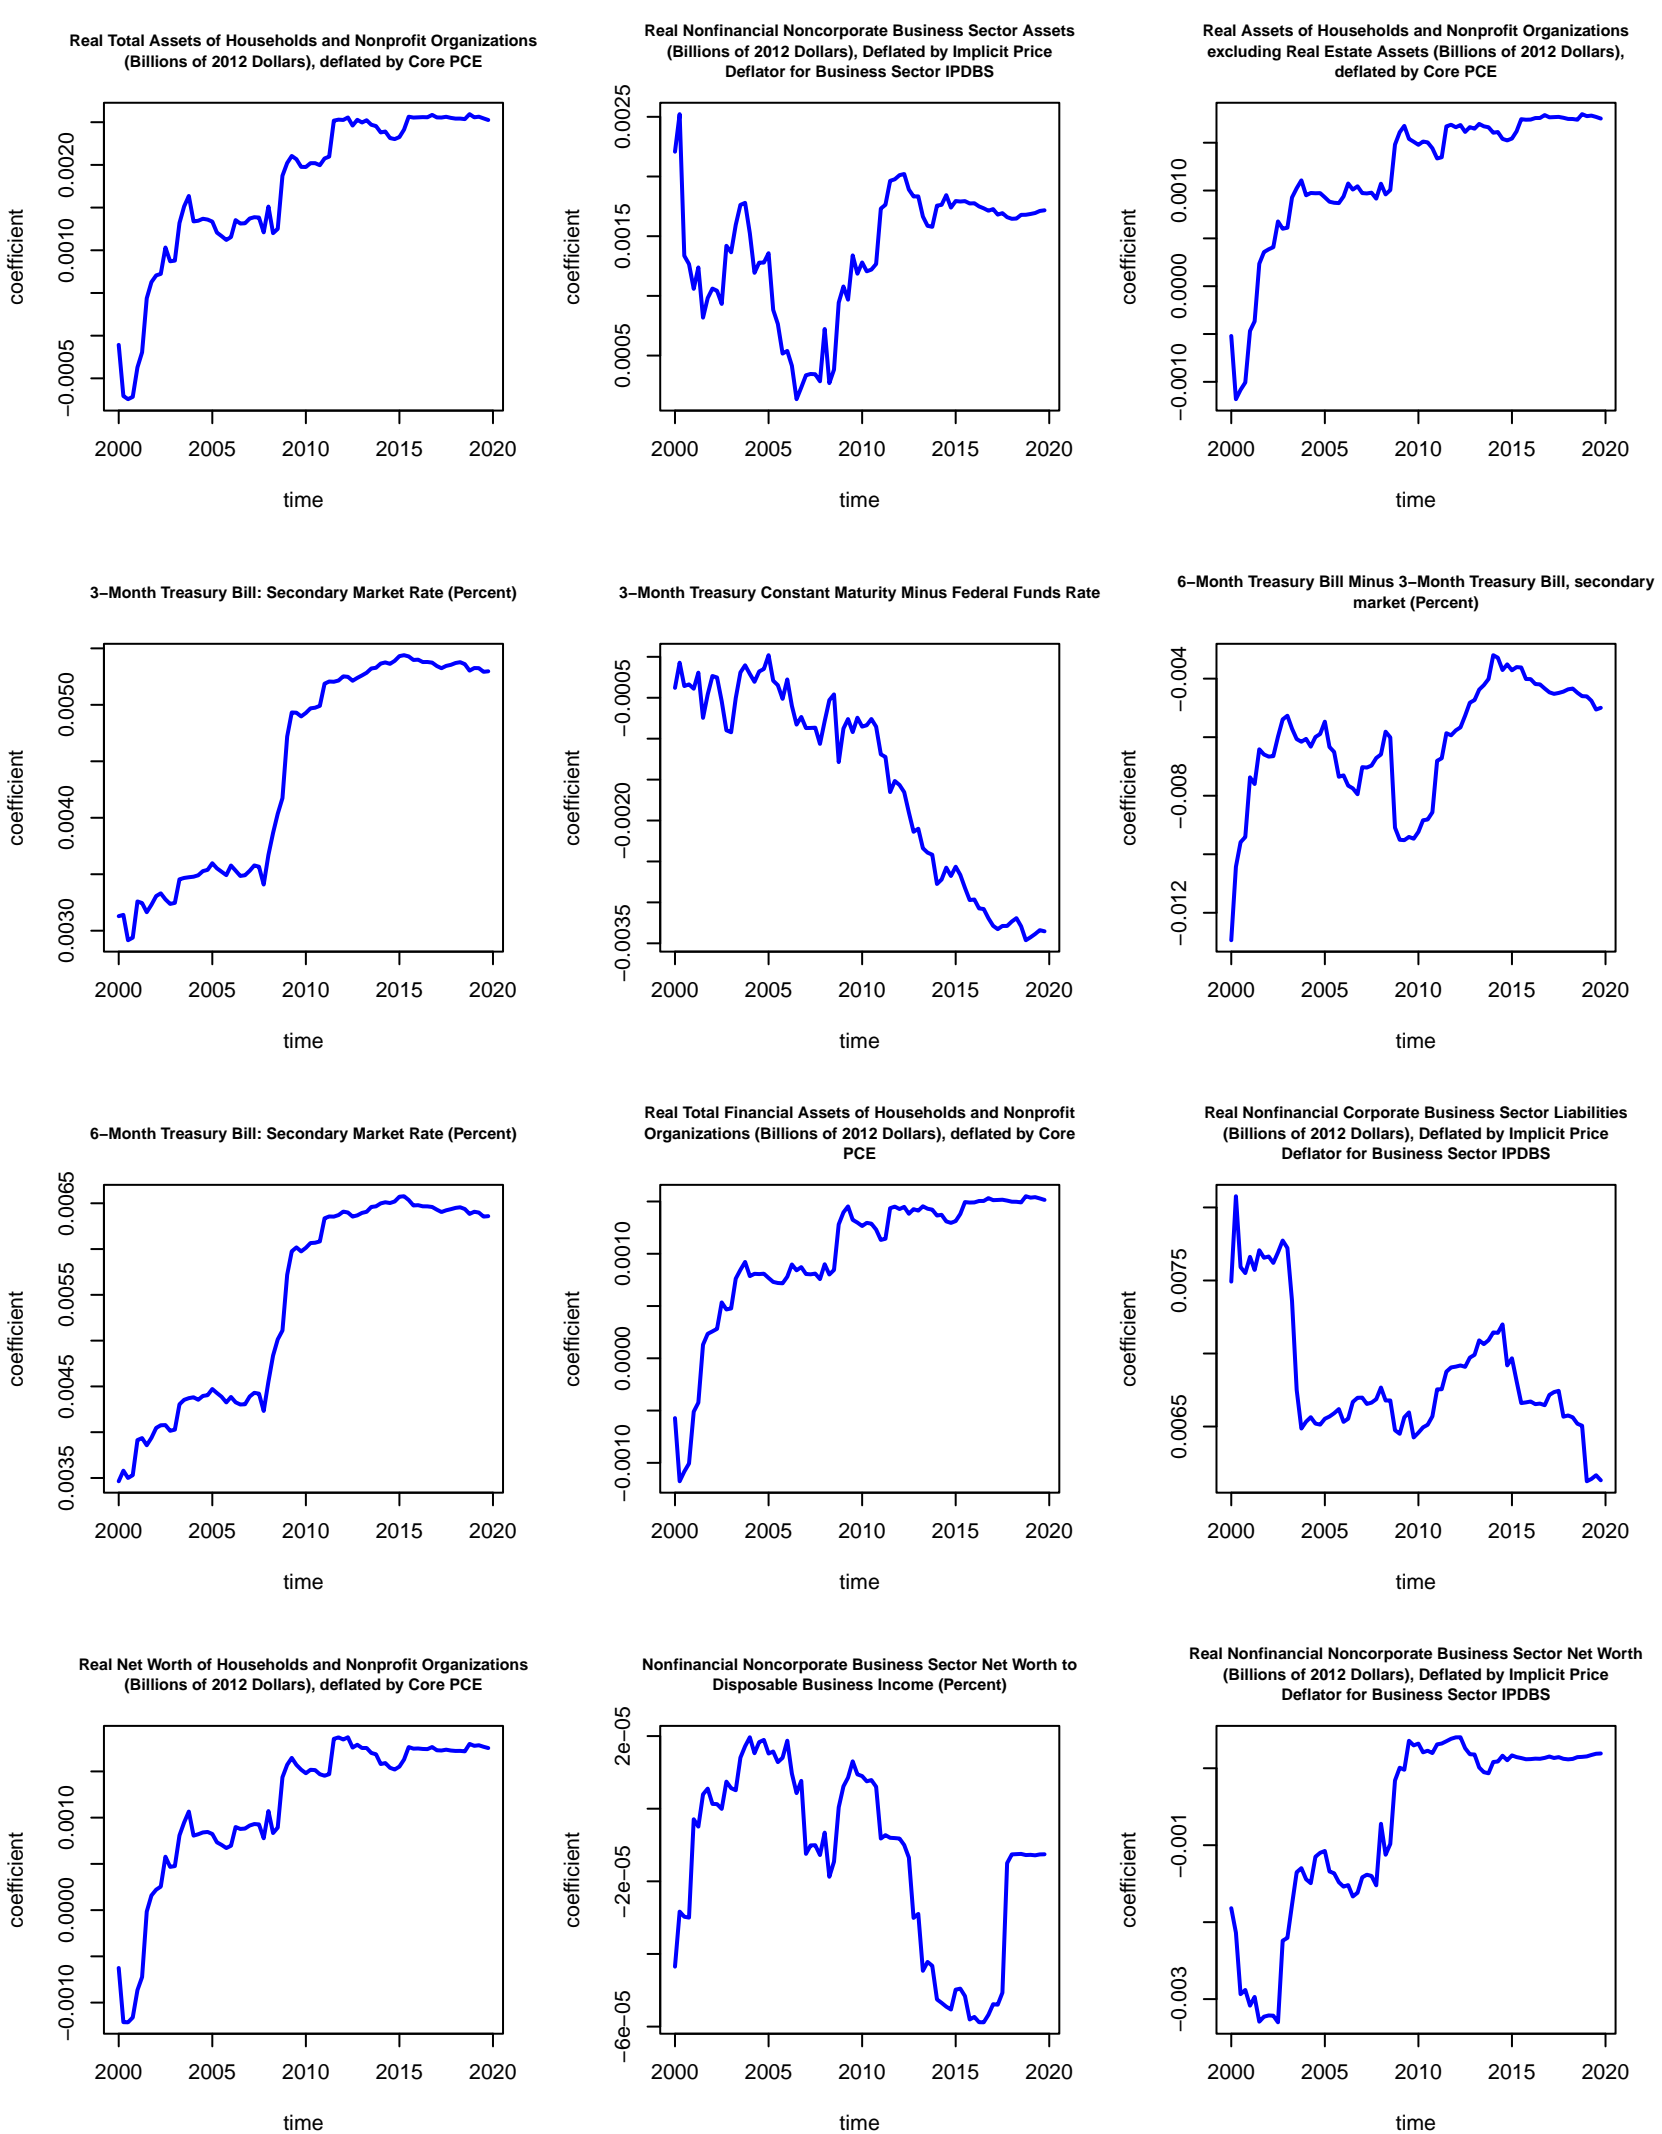 Real Total Assets of Households and Nonprofit Organizations
(Billions of 2012 Dollars), deflated by Core PCE
coefficient
−0.0005
0.0010
0.0020
2000
2005
2010
2015
2020
time
Real Nonfinancial Noncorporate Business Sector Assets
(Billions of 2012 Dollars), Deflated by Implicit Price
Deflator for Business Sector IPDBS
coefficient
0.0005
0.0015
0.0025
2000
2005
2010
2015
2020
time
Real Assets of Households and Nonprofit Organizations
excluding Real Estate Assets (Billions of 2012 Dollars),
deflated by Core PCE
coefficient
−0.0010
0.0000
0.0010
2000
2005
2010
2015
2020
time
3−Month Treasury Bill: Secondary Market Rate (Percent)
coefficient
0.0030
0.0040
0.0050
2000
2005
2010
2015
2020
time
3−Month Treasury Constant Maturity Minus Federal Funds Rate
coefficient
−0.0035
−0.0020
−0.0005
2000
2005
2010
2015
2020
time
6−Month Treasury Bill Minus 3−Month Treasury Bill, secondary
market (Percent)
coefficient
−0.012
−0.008
−0.004
2000
2005
2010
2015
2020
time
6−Month Treasury Bill: Secondary Market Rate (Percent)
coefficient
0.0035
0.0045
0.0055
0.0065
2000
2005
2010
2015
2020
time
Real Total Financial Assets of Households and Nonprofit
Organizations (Billions of 2012 Dollars), deflated by Core
PCE
coefficient
−0.0010
0.0000
0.0010
2000
2005
2010
2015
2020
time
Real Nonfinancial Corporate Business Sector Liabilities
(Billions of 2012 Dollars), Deflated by Implicit Price
Deflator for Business Sector IPDBS
coefficient
0.0065
0.0075
2000
2005
2010
2015
2020
time
Real Net Worth of Households and Nonprofit Organizations
(Billions of 2012 Dollars), deflated by Core PCE
coefficient
−0.0010
0.0000
0.0010
2000
2005
2010
2015
2020
time
Nonfinancial Noncorporate Business Sector Net Worth to
Disposable Business Income (Percent)
coefficient
−6e−05
−2e−05
2e−05
2000
2005
2010
2015
2020
time
Real Nonfinancial Noncorporate Business Sector Net Worth
(Billions of 2012 Dollars), Deflated by Implicit Price
Deflator for Business Sector IPDBS
coefficient
−0.003
−0.001
2000
2005
2010
2015
2020
time